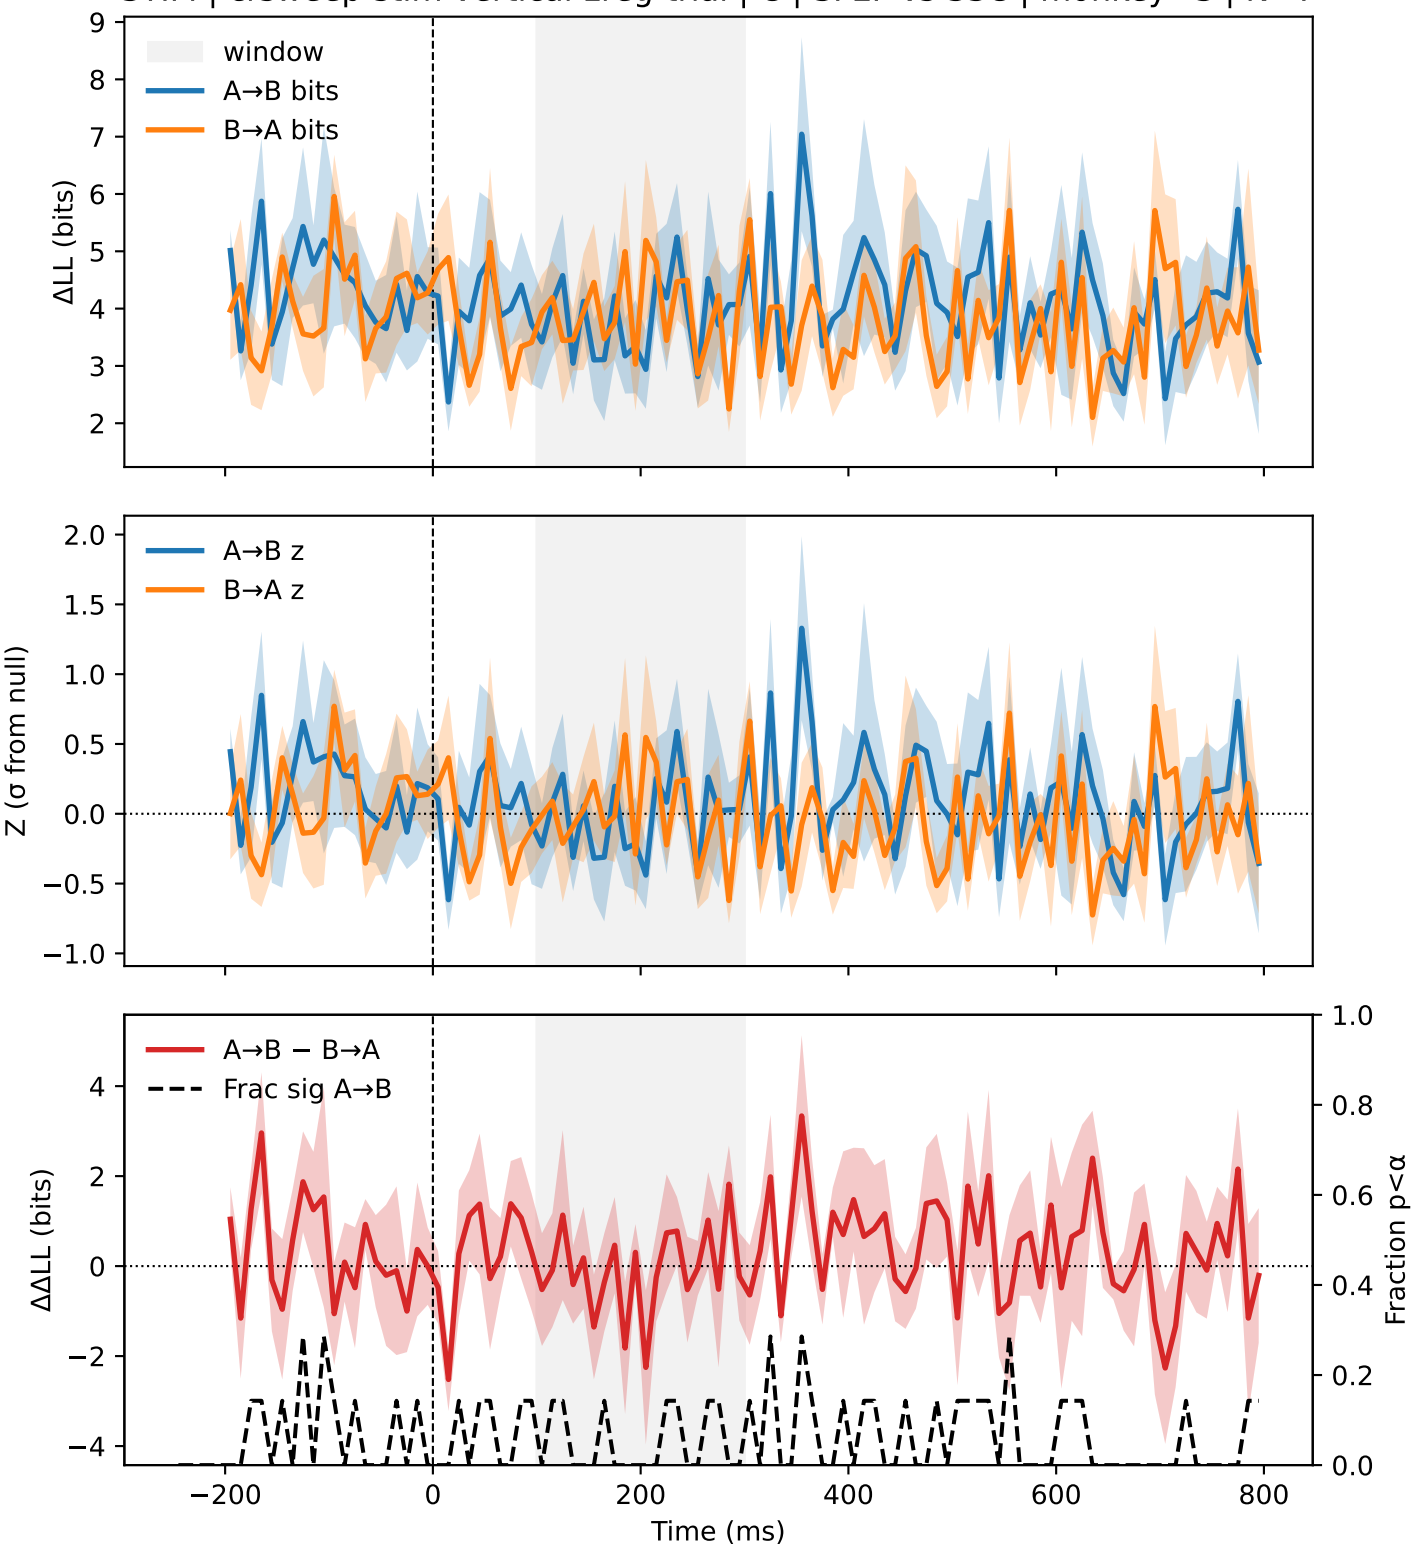 9
8
7
6
5
4
3
2
ΔLL (bits)
window
A→B bits
B→A bits
2.0
1.5
1.0
0.5
0.0
−0.5
−1.0
Z (σ from null)
A→B z
B→A z
4
2
0
−2
−4
ΔΔLL (bits)
A→B − B→A
Frac sig A→B
1.0
0.8
0.6
0.4
0.2
0.0
Fraction p<α
−200
0
200
400
600
800
Time (ms)